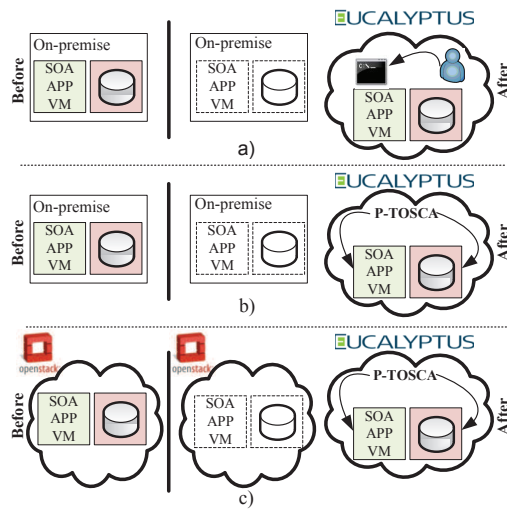 EUCALYPTUS
Before
On-premise
SOA
APP
VM
On-premise
SOA
APP
VM
C:\_
SOA
APP
VM
After
a)
EUCALYPTUS
Before
On-premise
SOA
APP
VM
On-premise
SOA
APP
VM
P-TOSCA
SOA
APP
VM
After
b)
openstack
openstack
EUCALYPTUS
Before
SOA
APP
VM
SOA
APP
VM
P-TOSCA
SOA
APP
VM
After
c)